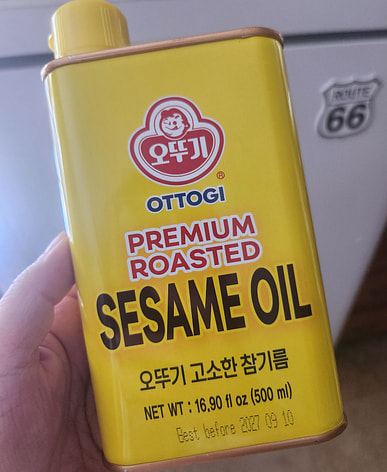 오뚜기
®
OTTOGI
PREMIUM
ROASTED
SESAME OIL
오뚜기 고소한 참기름
NET WT : 16.90 fl oz (500 ml)
Best before 2027 09 10
ROUTE
66